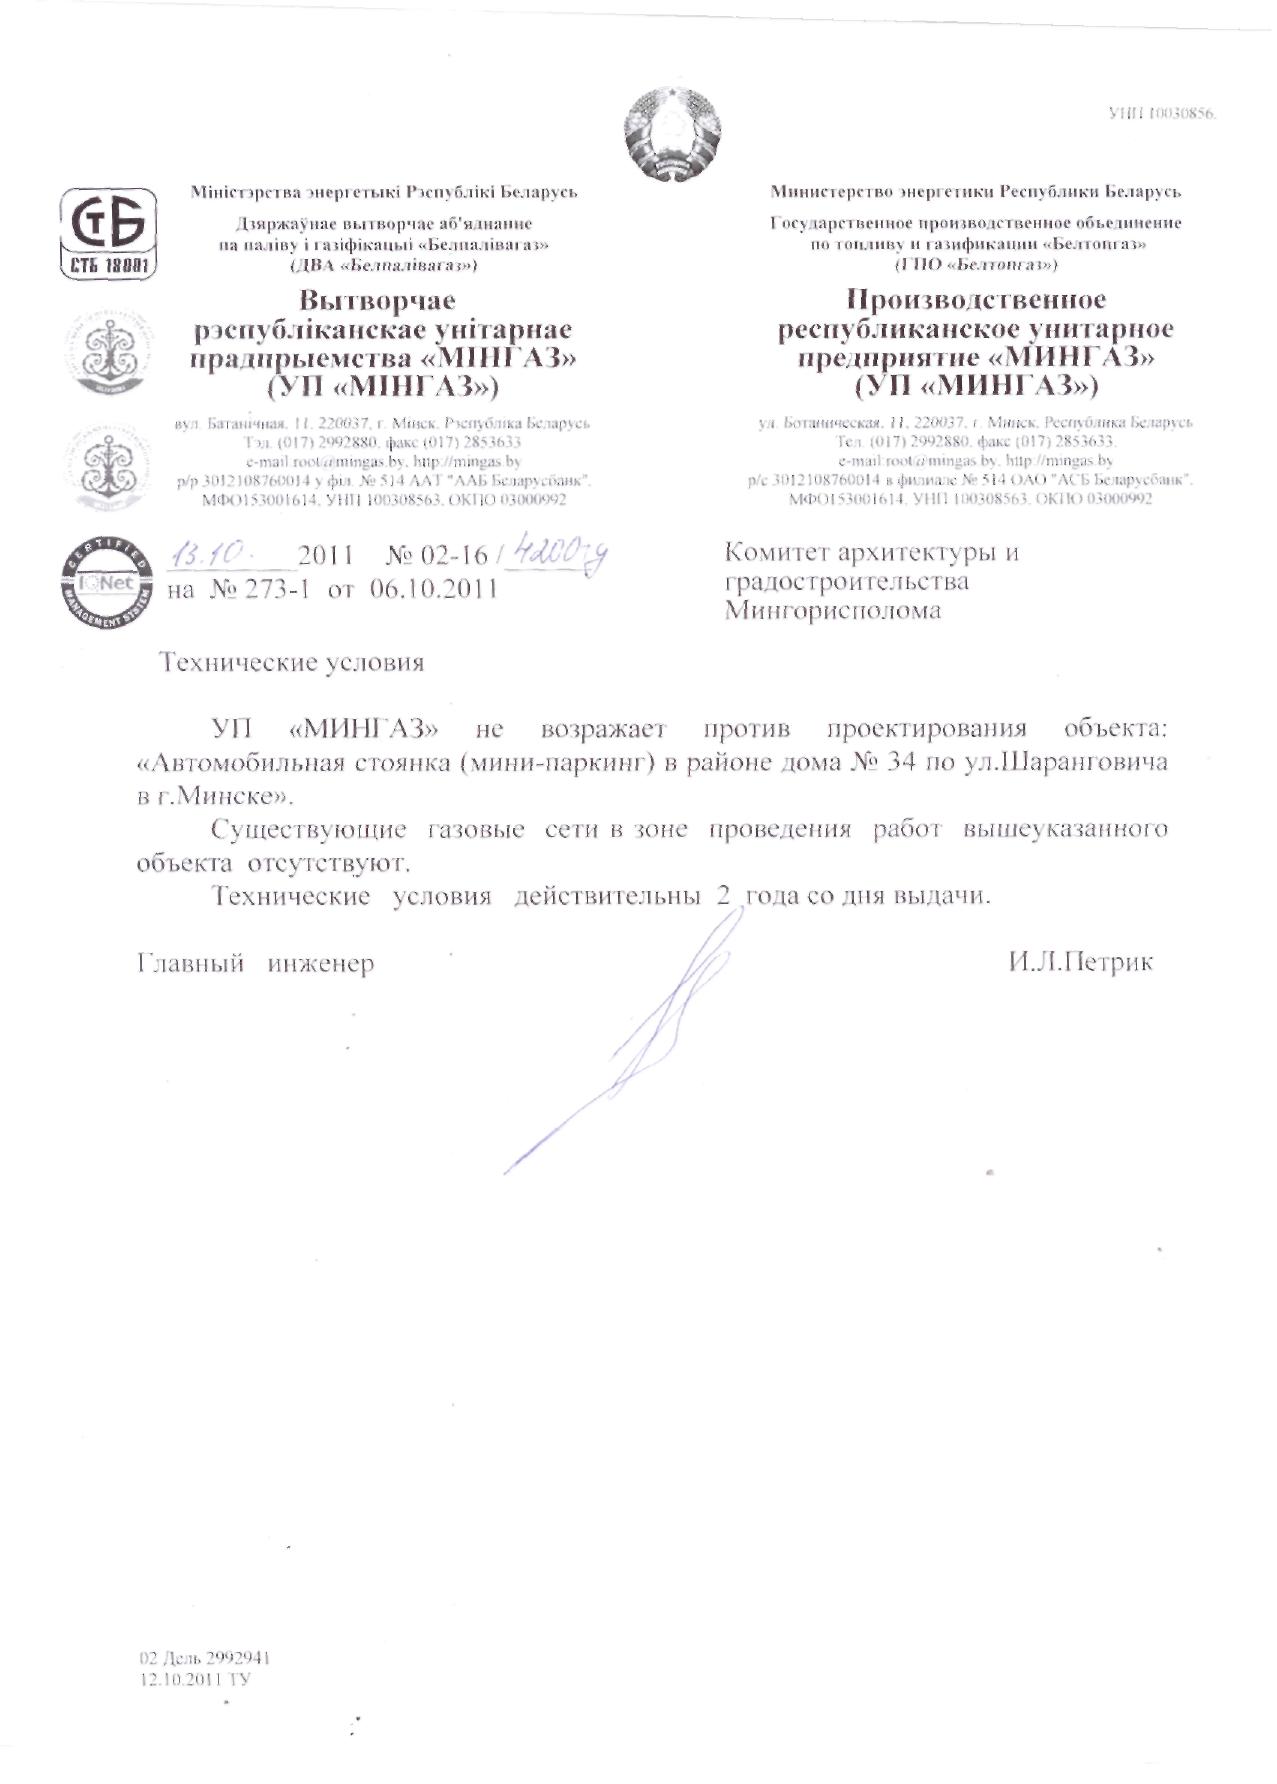 УНП 10030856.
Міністэрства энергетыкі Рэспублікі Беларусь
Дзяржаўнае вытворчае аб'яднанне
па паліву і газіфікацыі «Белпалівагаз»
(ДВА «Белпалівагаз»)
Вытворчае
рэспубліканскае унітарнае
прадпрыемства «МІНГАЗ»
(УП «МІНГАЗ»)
вул. Батанічная, 11, 220037, г. Мінск, Рэспубліка Беларусь
Тэл. (017) 2992880, факс (017) 2853633
e-mail root@mingas.by, http://mingas.by
р/р 3012108760014 у філ. № 514 ААТ "ААБ Беларусбанк",
МФО153001614, УНП 100308563, ОКПО 03000992
Министерство энергетики Республики Беларусь
Государственное производственное объединение
по топливу и газификации «Белтопгаз»
(ГПО «Белтопгаз»)
Производственное
республиканское унитарное
предприятие «МИНГАЗ»
(УП «МИНГАЗ»)
ул. Ботаническая, 11, 220037, г. Минск, Республика Беларусь
Тел. (017) 2992880, факс (017) 2853633,
e-mail root@mingas.by, http://mingas.by
р/с 3012108760014 в филиале № 514 ОАО "АСБ Беларусбанк",
МФО153001614, УНП 100308563, ОКПО 03000992
СТБ
СТБ 18001
CERTIFIED
IQNet
MANAGEMENT SYSTEM
13.10. 2011 № 02-16 / 4200
на № 273-1 от 06.10.2011
Комитет архитектуры и
градостроительства
Мингорисполома
Технические условия
УП «МИНГАЗ» не возражает против проектирования объекта:
«Автомобильная стоянка (мини-паркинг) в районе дома № 34 по ул.Шаранговича
в г.Минске».
Существующие газовые сети в зоне проведения работ вышеуказанного
объекта отсутствуют.
Технические условия действительны 2 года со дня выдачи.
Главный инженер И.Л.Петрик
02 Дель 2992941
12.10.2011 ТУ